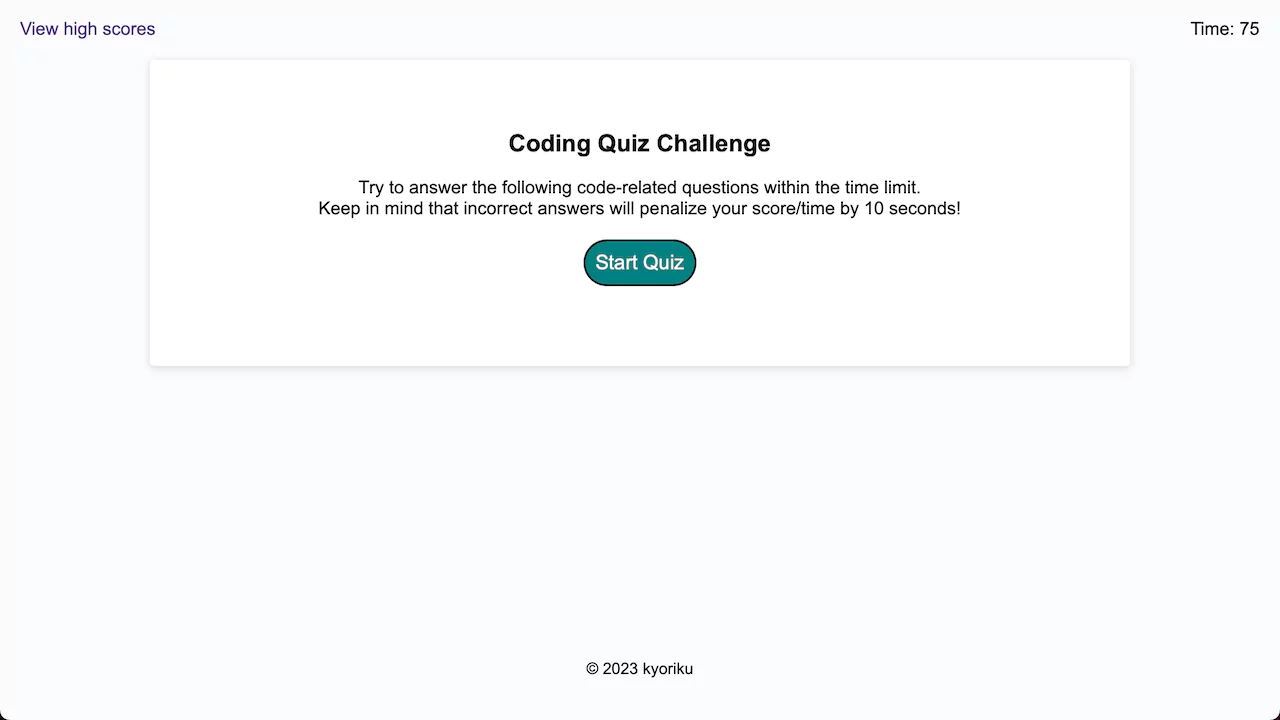 View high scores
Time: 75
Coding Quiz Challenge
Try to answer the following code-related questions within the time limit.
Keep in mind that incorrect answers will penalize your score/time by 10 seconds!
Start Quiz
© 2023 kyoriku